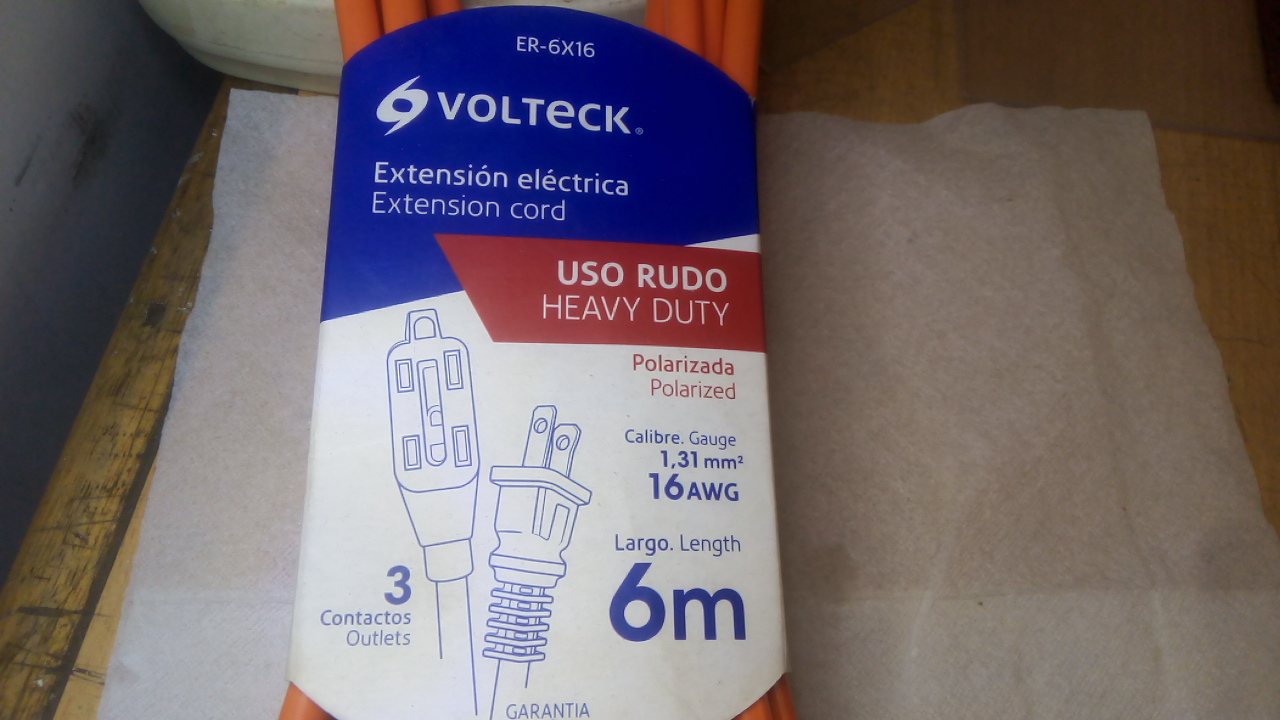 ER-6X16
VOLTECK®
Extensión eléctrica
Extension cord
USO RUDO
HEAVY DUTY
Polarizada
Polarized
Calibre. Gauge
1,31 mm²
16 AWG
Largo. Length
6m
3
Contactos
Outlets
GARANTIA